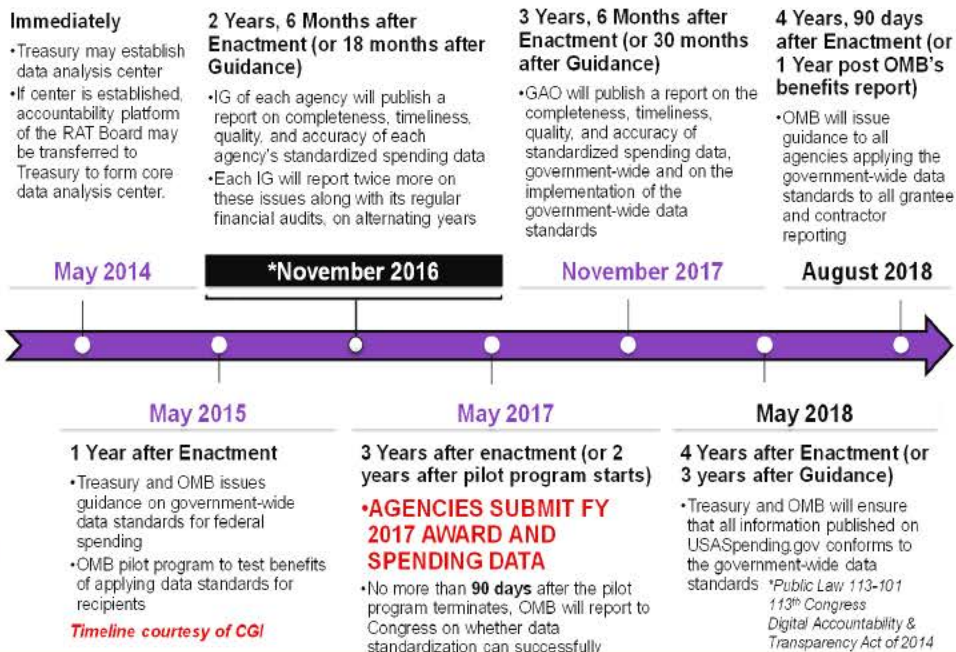 Immediately
•Treasury may establish
data analysis center
•If center is established,
accountability platform
of the RAT Board may
be transferred to
Treasury to form core
data analysis center.
2 Years, 6 Months after
Enactment (or 18 months after
Guidance)
•IG of each agency will publish a
report on completeness, timeliness,
quality, and accuracy of each
agency's standardized spending data
•Each IG will report twice more on
these issues along with its regular
financial audits, on alternating years
3 Years, 6 Months after
Enactment (or 30 months
after Guidance)
•GAO will publish a report on the
completeness, timeliness,
quality, and accuracy of
standardized spending data,
government-wide and on the
implementation of the
government-wide data
standards
4 Years, 90 days
after Enactment (or
1 Year post OMB's
benefits report)
•OMB will issue
guidance to all
agencies applying the
government-wide data
standards to all grantee
and contractor
reporting
May 2014
*November 2016
November 2017
August 2018
May 2015
1 Year after Enactment
•Treasury and OMB issues
guidance on government-wide
data standards for federal
spending
•OMB pilot program to test benefits
of applying data standards for
recipients
Timeline courtesy of CGI
May 2017
3 Years after enactment (or 2
years after pilot program starts)
•AGENCIES SUBMIT FY
2017 AWARD AND
SPENDING DATA
•No more than 90 days after the pilot
program terminates, OMB will report to
Congress on whether data
standardization can successfully
May 2018
4 Years after Enactment (or
3 years after Guidance)
•Treasury and OMB will ensure
that all information published on
USASpending.gov conforms to
the government-wide data
standards
*Public Law 113-101
113th Congress
Digital Accountability &
Transparency Act of 2014